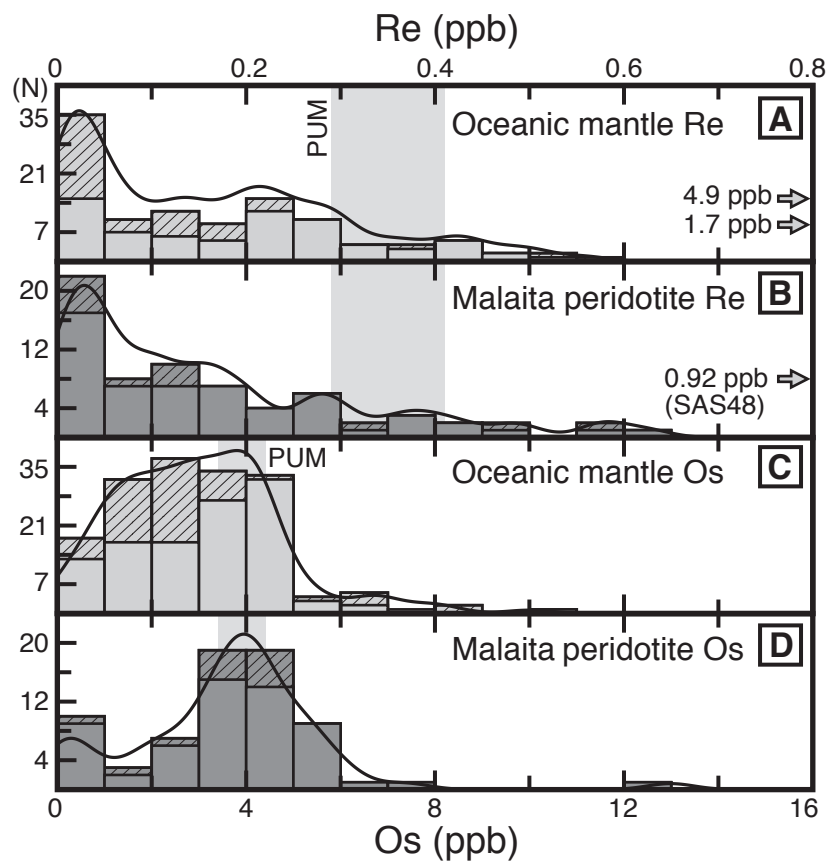 Re (ppb)
0 0.2 0.4 0.6 0.8
(N)
35
21
7
PUM
Oceanic mantle Re
A
4.9 ppb
1.7 ppb
20
12
4
Malaita peridotite Re
B
0.92 ppb
(SAS48)
35
21
7
PUM
Oceanic mantle Os
C
20
12
4
Malaita peridotite Os
D
0 4 8 12 16
Os (ppb)